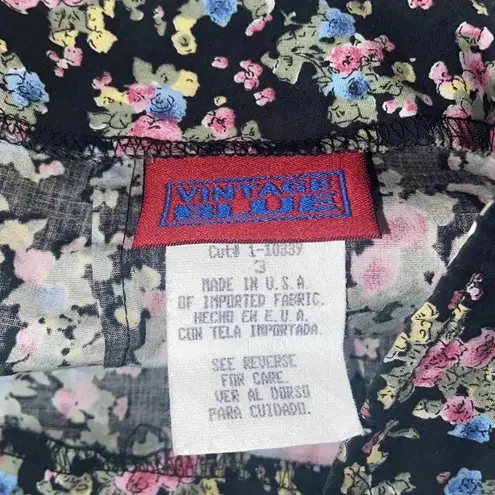 VINTAGE
BLUE
Cut# 1-10339
3
MADE IN U.S.A.
OF IMPORTED FABRIC.
HECHO EN E.U.A.
CON TELA IMPORTADA.
SEE REVERSE
FOR CARE.
VER AL DORSO
PARA CUIDADO.